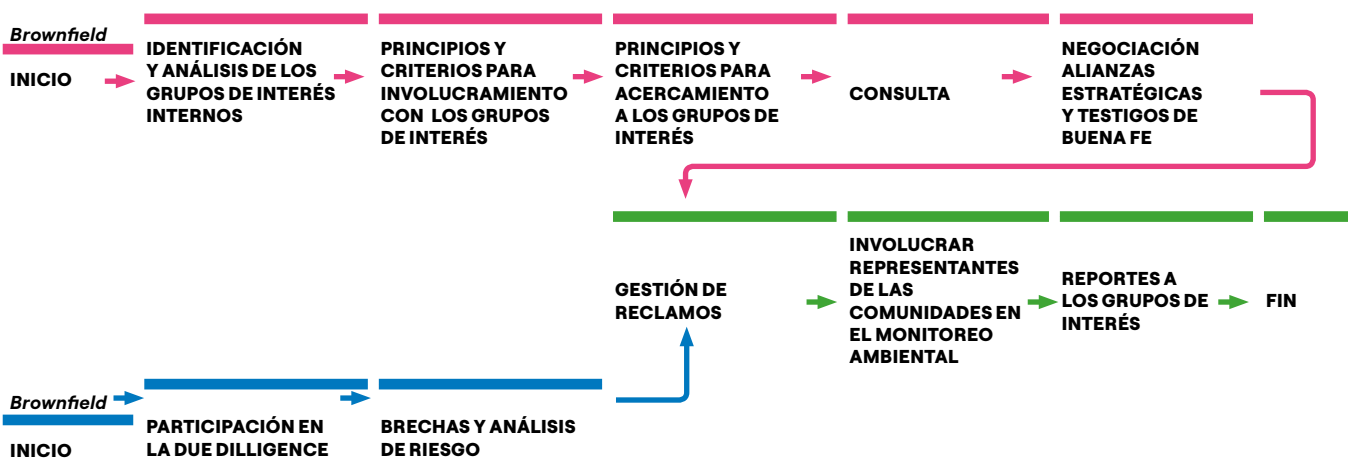 Brownfield
INICIO
IDENTIFICACIÓN
Y ANÁLISIS DE LOS
GRUPOS DE INTERÉS
INTERNOS
PRINCIPIOS Y
CRITERIOS PARA
INVOLUCRAMIENTO
CON LOS GRUPOS
DE INTERÉS
PRINCIPIOS Y
CRITERIOS PARA
ACERCAMIENTO
A LOS GRUPOS DE
INTERÉS
CONSULTA
NEGOCIACIÓN
ALIANZAS
ESTRATÉGICAS
Y TESTIGOS DE
BUENA FE
GESTIÓN DE
RECLAMOS
INVOLUCRAR
REPRESENTANTES
DE LAS
COMUNIDADES EN
EL MONITOREO
AMBIENTAL
REPORTES A
LOS GRUPOS DE
INTERÉS
FIN
Brownfield
INICIO
PARTICIPACIÓN EN
LA DUE DILLIGENCE
BRECHAS Y ANÁLISIS
DE RIESGO